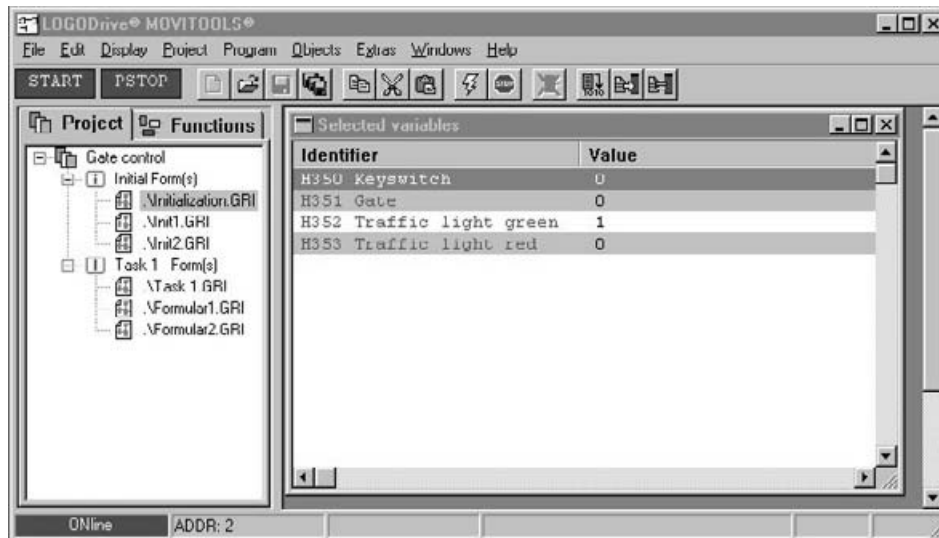 LOGODrive® MOVITOOLS®
File Edit Display Project Program Objects Extras Windows Help
START PSTOP
Project Functions
Gate control
Initial Form(s)
.\Initialization.GRI
.\Init1.GRI
.\Init2.GRI
Task 1 Form(s)
.\Task 1.GRI
.\Formular1.GRI
.\Formular2.GRI
Selected variables
Identifier Value
H350 Keyswitch 0
H351 Gate 0
H352 Traffic light green 1
H353 Traffic light red 0
ONline ADDR: 2